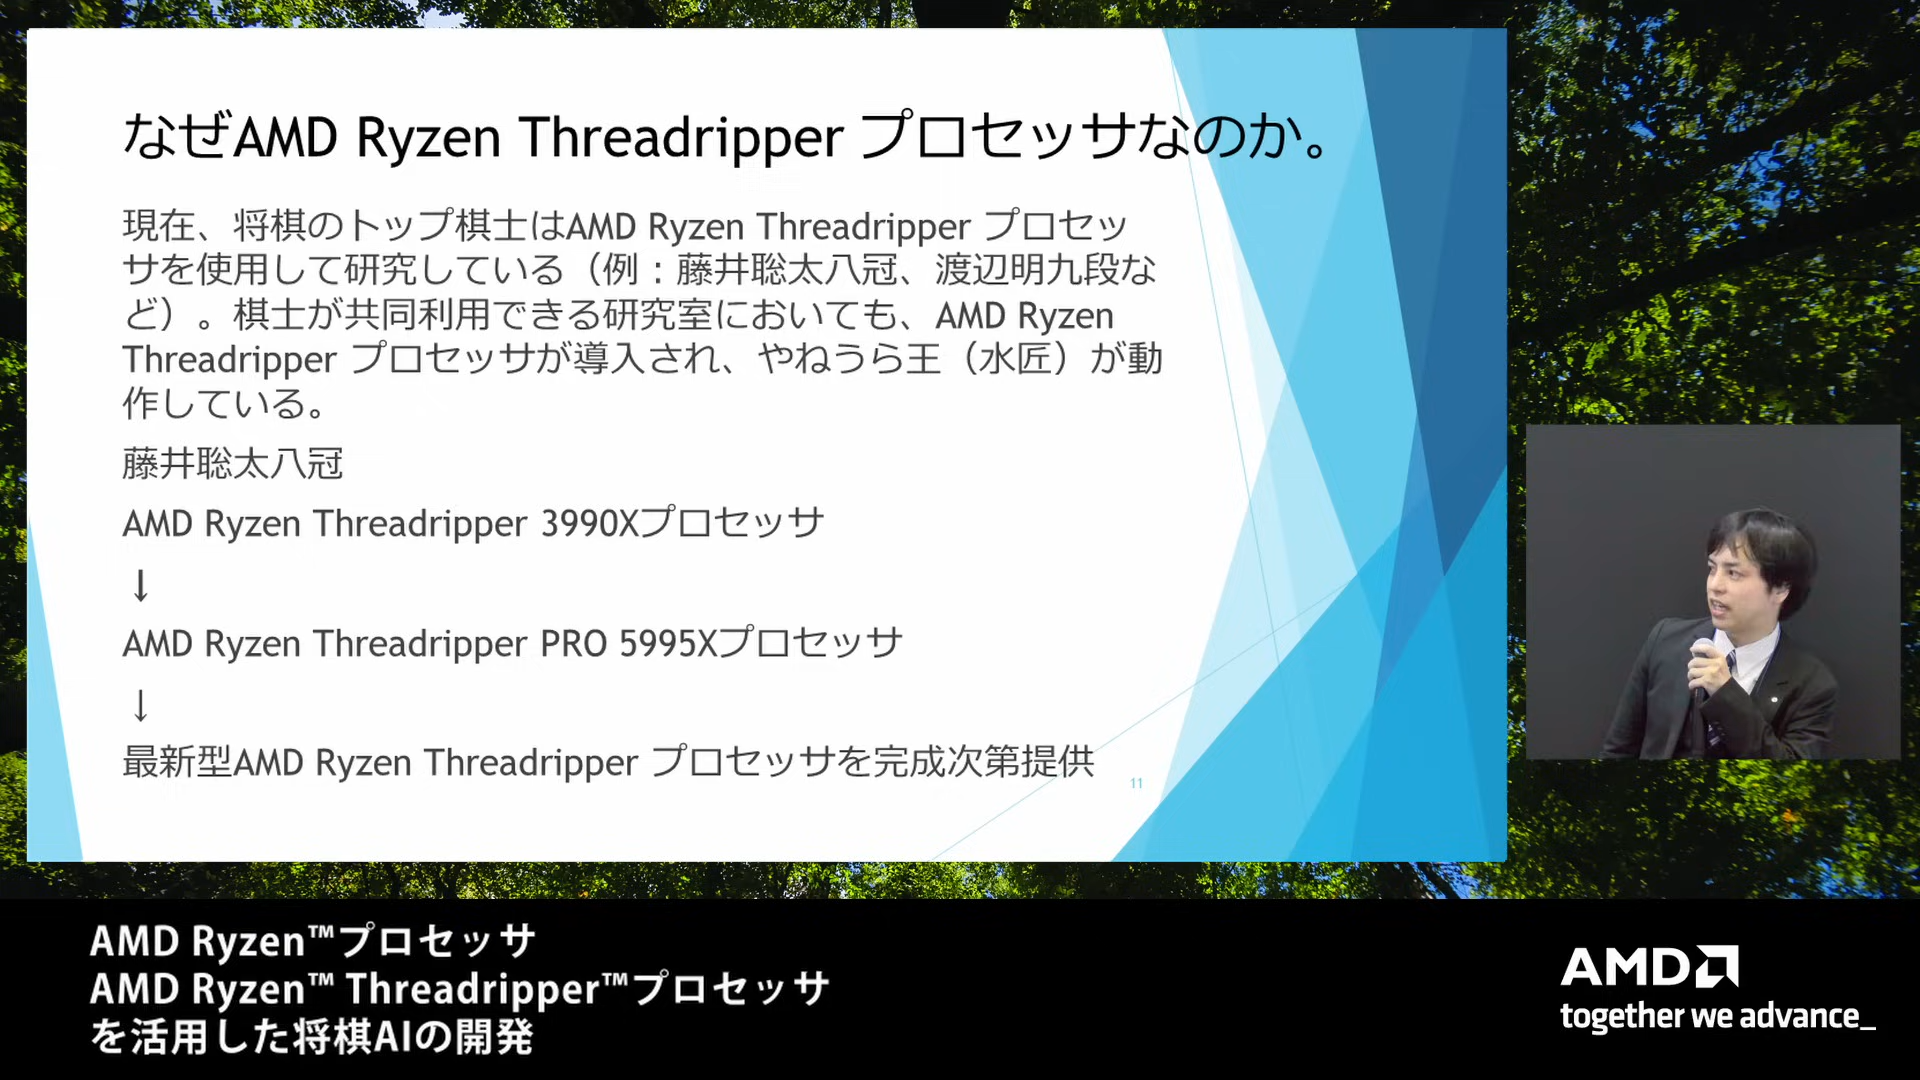 なぜAMD Ryzen Threadripper プロセッサなのか。
現在、将棋のトップ棋士はAMD Ryzen Threadripper プロセッ
サを使用して研究している（例：藤井聡太八冠、渡辺明九段な
ど）。棋士が共同利用できる研究室においても、AMD Ryzen
Threadripper プロセッサが導入され、やねうら王（水匠）が動
作している。
藤井聡太八冠
AMD Ryzen Threadripper 3990Xプロセッサ
↓
AMD Ryzen Threadripper PRO 5995Xプロセッサ
↓
最新型AMD Ryzen Threadripper プロセッサを完成次第提供
11
AMD Ryzen™プロセッサ
AMD Ryzen™ Threadripper™プロセッサ
を活用した将棋AIの開発
AMD
together we advance_